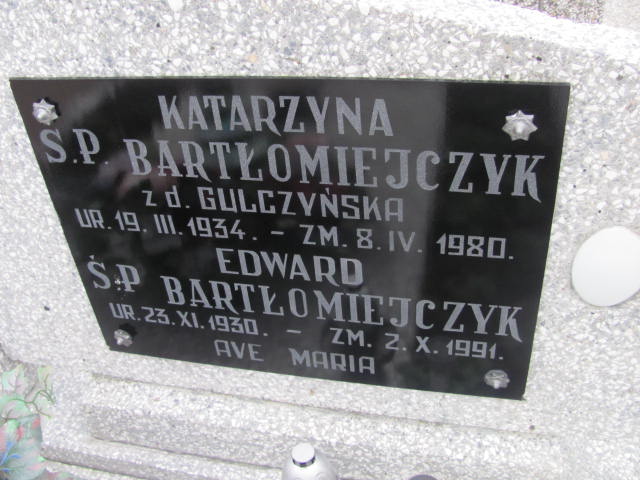 KATARZYNA
Ś.P. BARTŁOMIEJCZYK
z d. GULCZYŃSKA
UR. 19. III. 1934. – ZM. 8. IV. 1980.
EDWARD
Ś.P BARTŁOMIEJCZYK
UR. 23. XI. 1930. – ZM. 2. X. 1991.
AVE MARIA